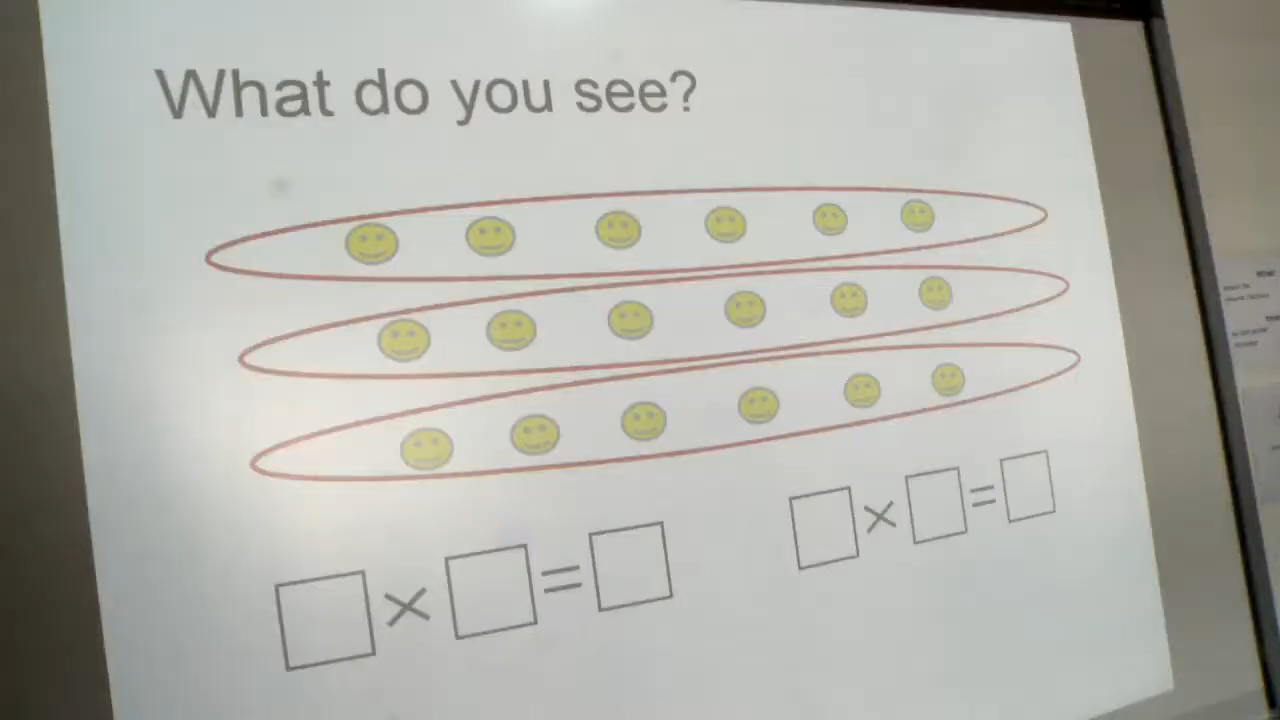 What do you see?
□ × □ = □
□ × □ = □